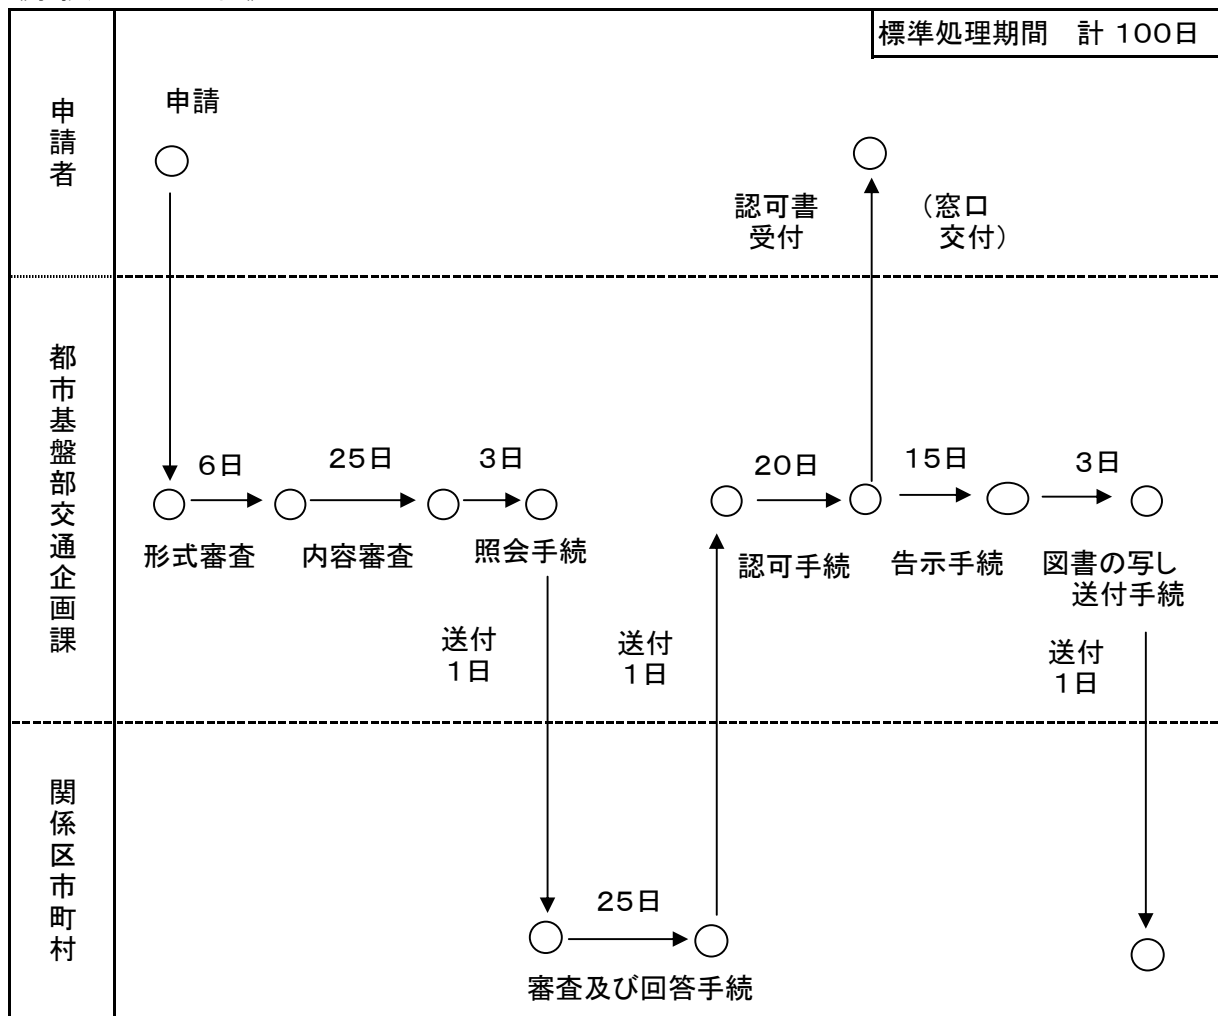 標準処理期間　計 100日
申請者
申請
認可書
受付
（窓口
交付）
都市基盤部交通企画課
6日
25日
3日
20日
15日
3日
形式審査
内容審査
照会手続
認可手続
告示手続
図書の写し
送付手続
送付
1日
送付
1日
送付
1日
関係区市町村
25日
審査及び回答手続